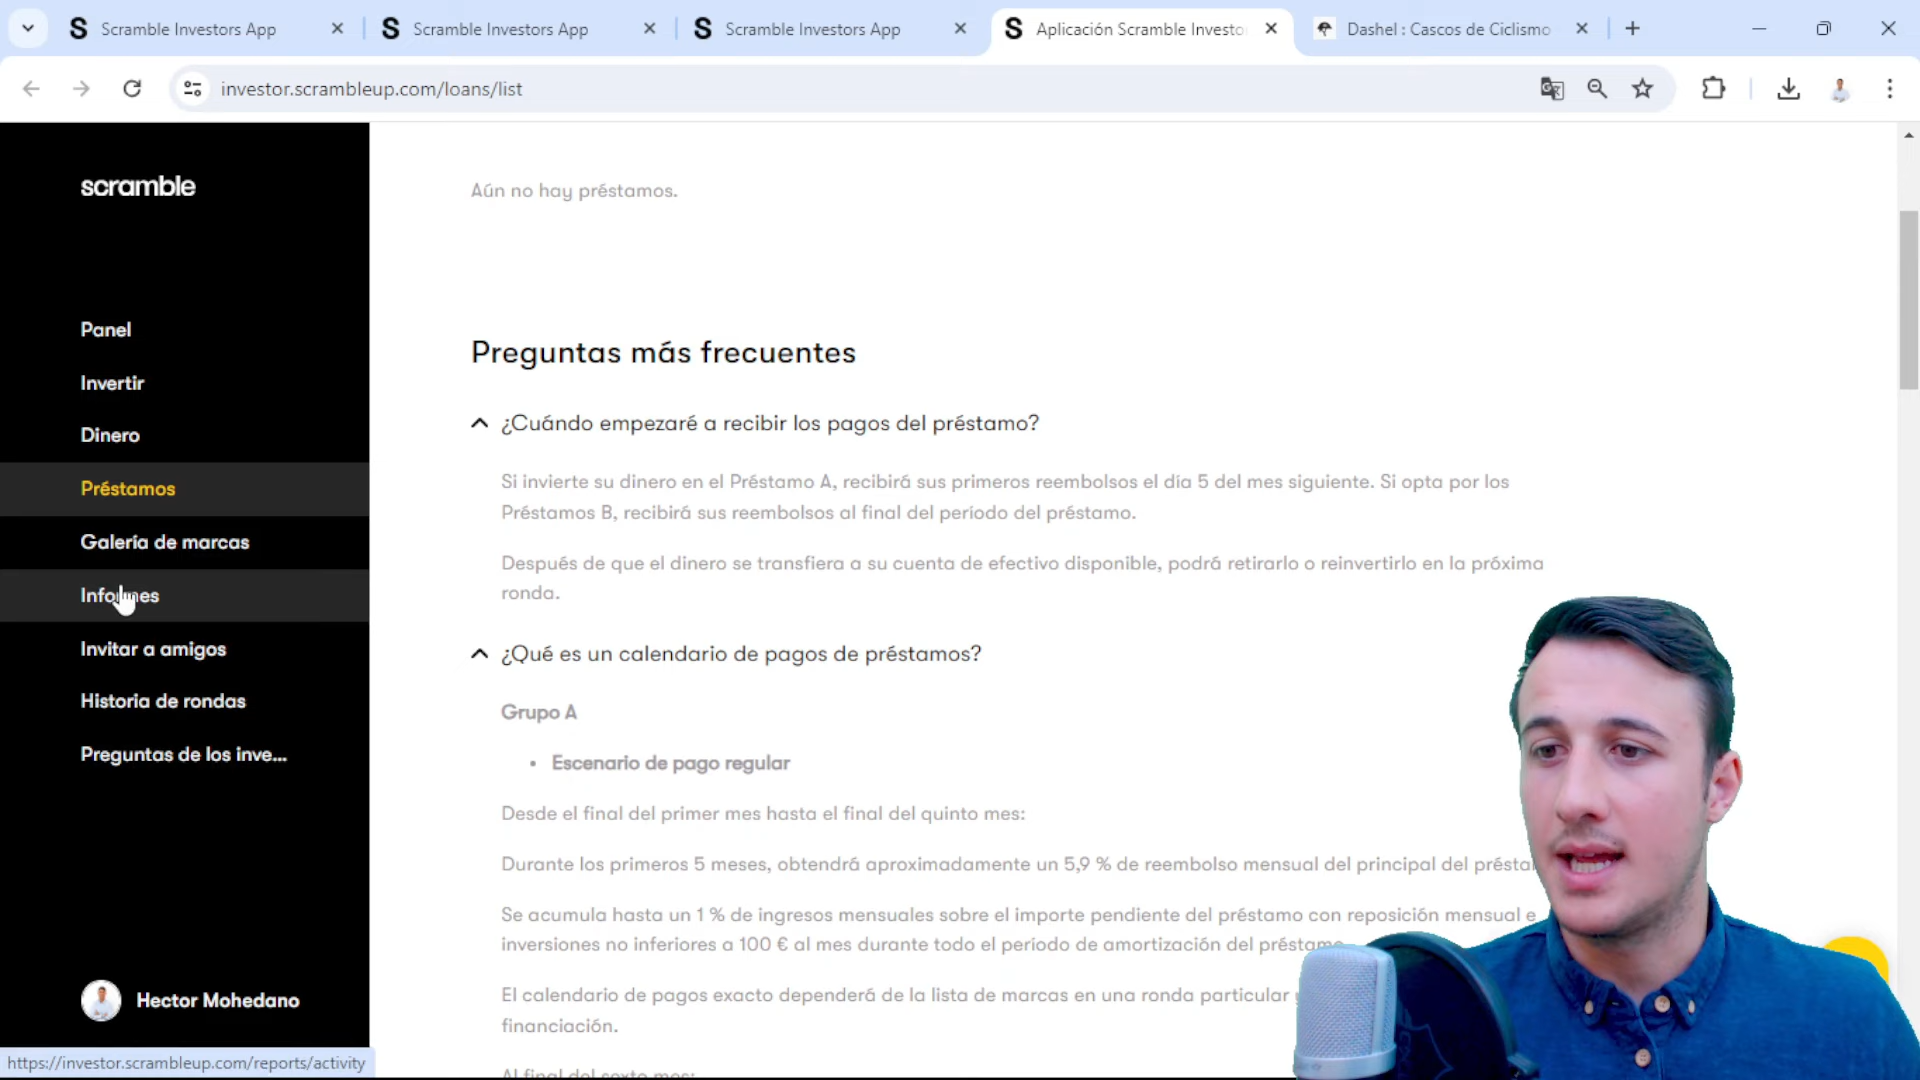 Scramble Investors App
Scramble Investors App
Scramble Investors App
Aplicación Scramble Investo
Dashel : Cascos de Ciclismo
investor.scrambleup.com/loans/list
scramble
Panel
Invertir
Dinero
Préstamos
Galería de marcas
Informes
Invitar a amigos
Historia de rondas
Preguntas de los inve...
Hector Mohedano
https://investor.scrambleup.com/reports/activity
Aún no hay préstamos.
Preguntas más frecuentes
¿Cuándo empezaré a recibir los pagos del préstamo?
Si invierte su dinero en el Préstamo A, recibirá sus primeros reembolsos el día 5 del mes siguiente. Si opta por los
Préstamos B, recibirá sus reembolsos al final del período del préstamo.
Después de que el dinero se transfiera a su cuenta de efectivo disponible, podrá retirarlo o reinvertirlo en la próxima
ronda.
¿Qué es un calendario de pagos de préstamos?
Grupo A
• Escenario de pago regular
Desde el final del primer mes hasta el final del quinto mes:
Durante los primeros 5 meses, obtendrá aproximadamente un 5,9 % de reembolso mensual del principal del présta
Se acumula hasta un 1 % de ingresos mensuales sobre el importe pendiente del préstamo con reposición mensual e
inversiones no inferiores a 100 € al mes durante todo el período de amortización del préstamo
El calendario de pagos exacto dependerá de la lista de marcas en una ronda particular
financiación.
Al final del sexto mes: